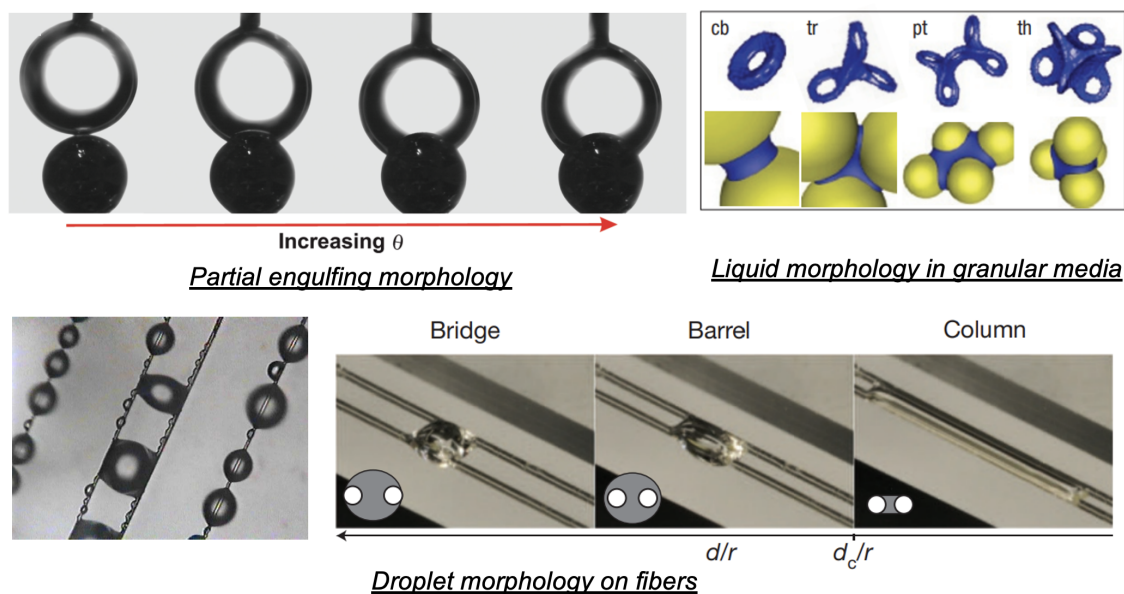 Increasing θ
Partial engulfing morphology
cb tr pt th
Liquid morphology in granular media
Bridge Barrel Column
d/r d_c/r
Droplet morphology on fibers